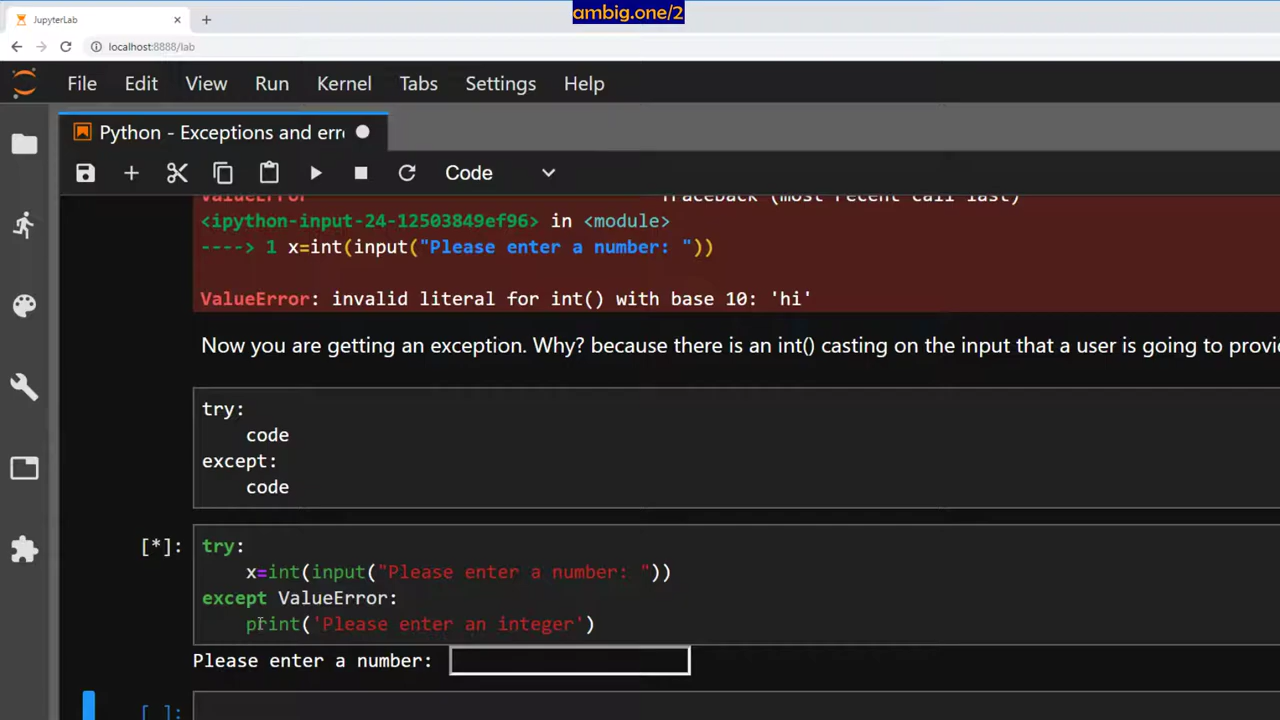 ambig.one/2
JupyterLab
localhost:8888/lab
File Edit View Run Kernel Tabs Settings Help
Python - Exceptions and erro
Code
ValueError Traceback (most recent call last)
<ipython-input-24-12503849ef96> in <module>
----> 1 x=int(input("Please enter a number: "))
ValueError: invalid literal for int() with base 10: 'hi'
Now you are getting an exception. Why? because there is an int() casting on the input that a user is going to provi
try:
code
except:
code
[*]: try:
x=int(input("Please enter a number: "))
except ValueError:
print('Please enter an integer')
Please enter a number:
[ ]: